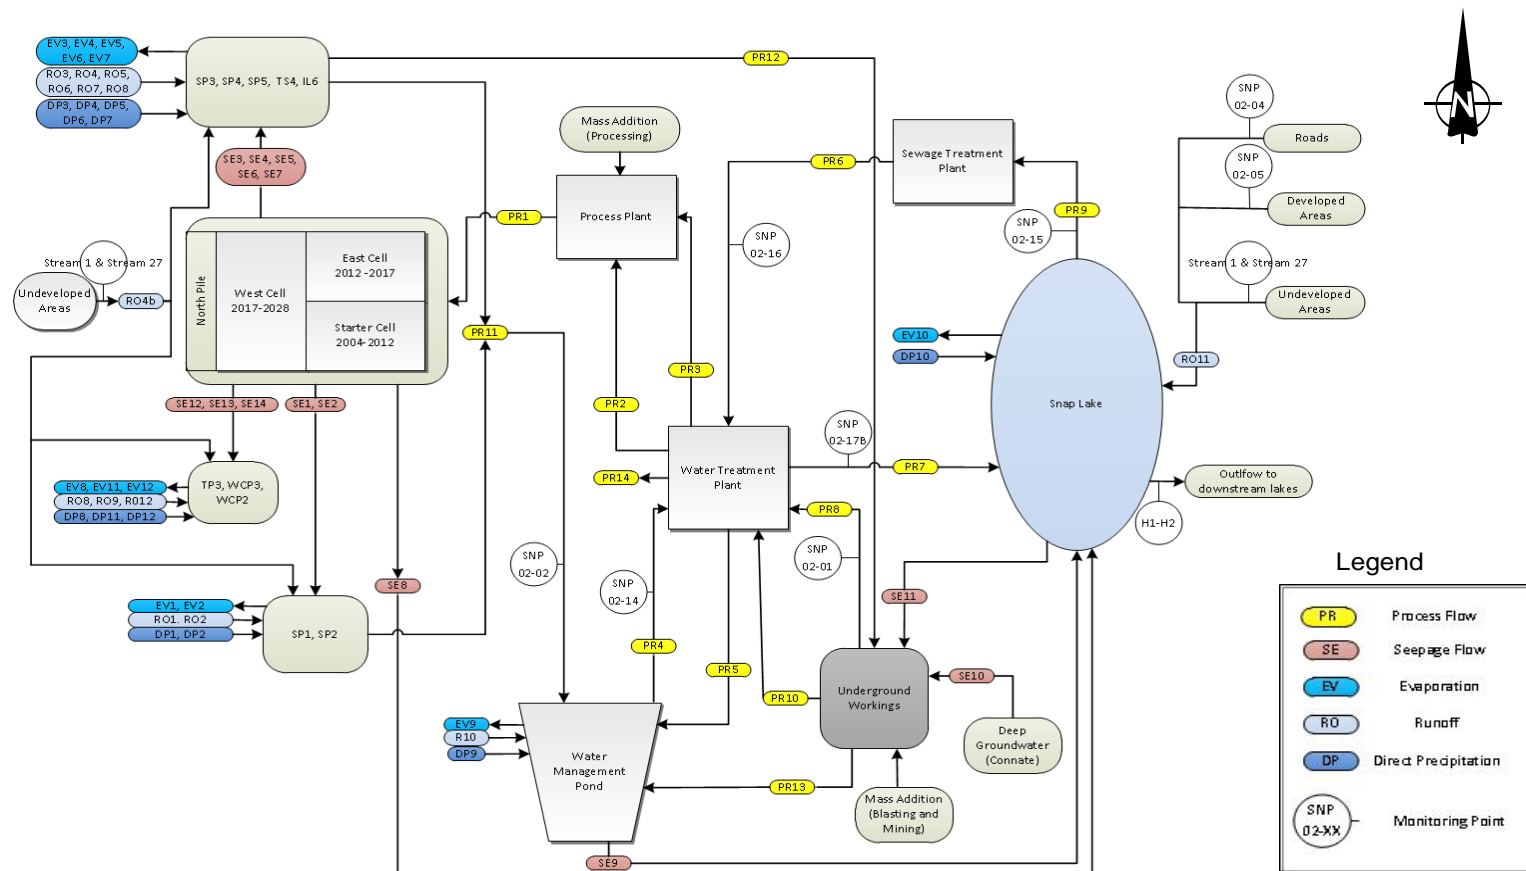 EV3, EV4, EV5,
EV6, EV7
RO3, RO4, RO5,
RO6, RO7, RO8
DP3, DP4, DP5,
DP6, DP7
SP3, SP4, SP5, TS4, IL6
PR12
SE3, SE4, SE5,
SE6, SE7
Mass Addition
(Processing)
Process Plant
PR1
PR6
Sewage Treatment
Plant
PR9
SNP
02-15
SNP
02-16
SNP
02-04
Roads
SNP
02-05
Developed
Areas
Stream 1 & Stream 27
Undeveloped
Areas
RO11
N
Stream 1 & Stream 27
Undeveloped
Areas
RO4b
North Pile
West Cell
2017-2028
East Cell
2012 -2017
Starter Cell
2004-2012
PR11
PR3
PR2
EV10
DP10
Snap Lake
SE12, SE13, SE14
SE1, SE2
SNP
02-17B
PR7
Water Treatment
Plant
PR14
PR8
Outlfow to
downstream lakes
H1-H2
TP3, WCP3,
WCP2
EV8, EV11, EV12
RO8, RO9, R012
DP8, DP11, DP12
SNP
02-02
SNP
02-14
SNP
02-01
SE8
SE11
EV1, EV2
RO1. RO2
DP1, DP2
SP1, SP2
PR4
PR5
PR10
Underground
Workings
SE10
Deep
Groundwater
(Connate)
EV9
R10
DP9
Water
Management
Pond
PR13
Mass Addition
(Blasting and
Mining)
SE9
Legend
PR Process Flow
SE Seepage Flow
EV Evaporation
RO Runoff
DP Direct Precipitation
SNP
02-XX
Monitoring Point